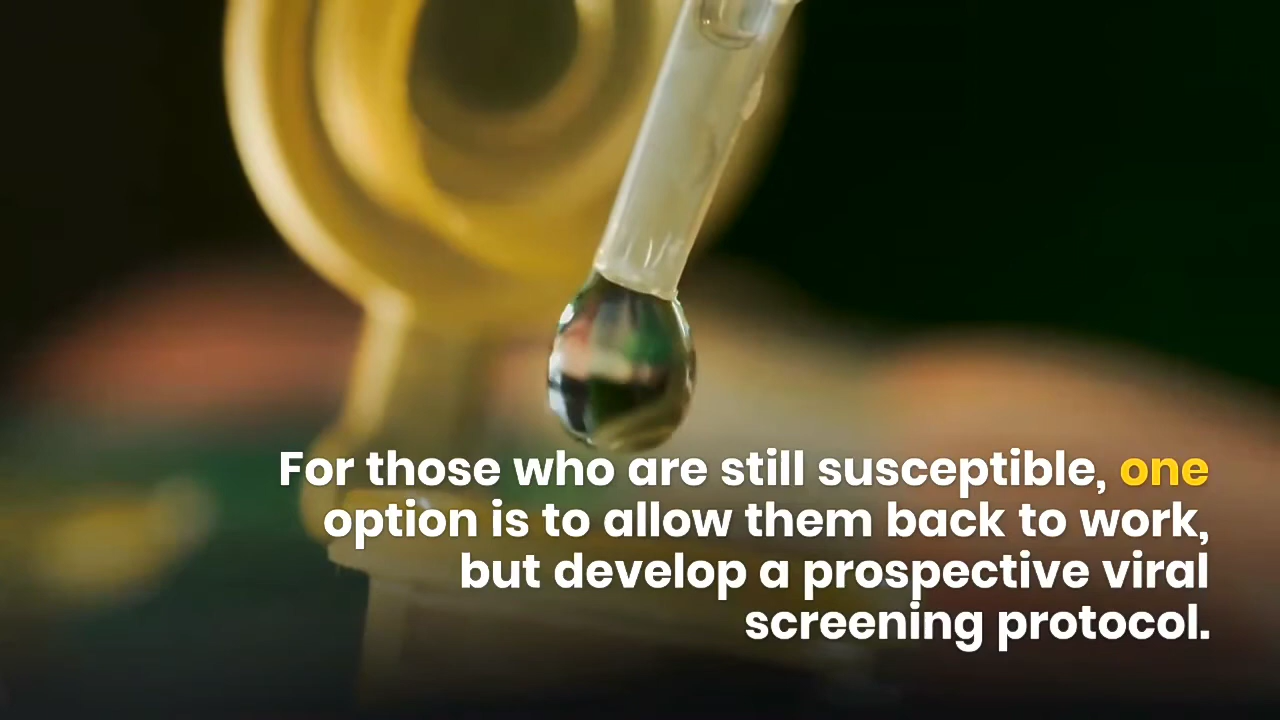 For those who are still susceptible, one
option is to allow them back to work,
but develop a prospective viral
screening protocol.